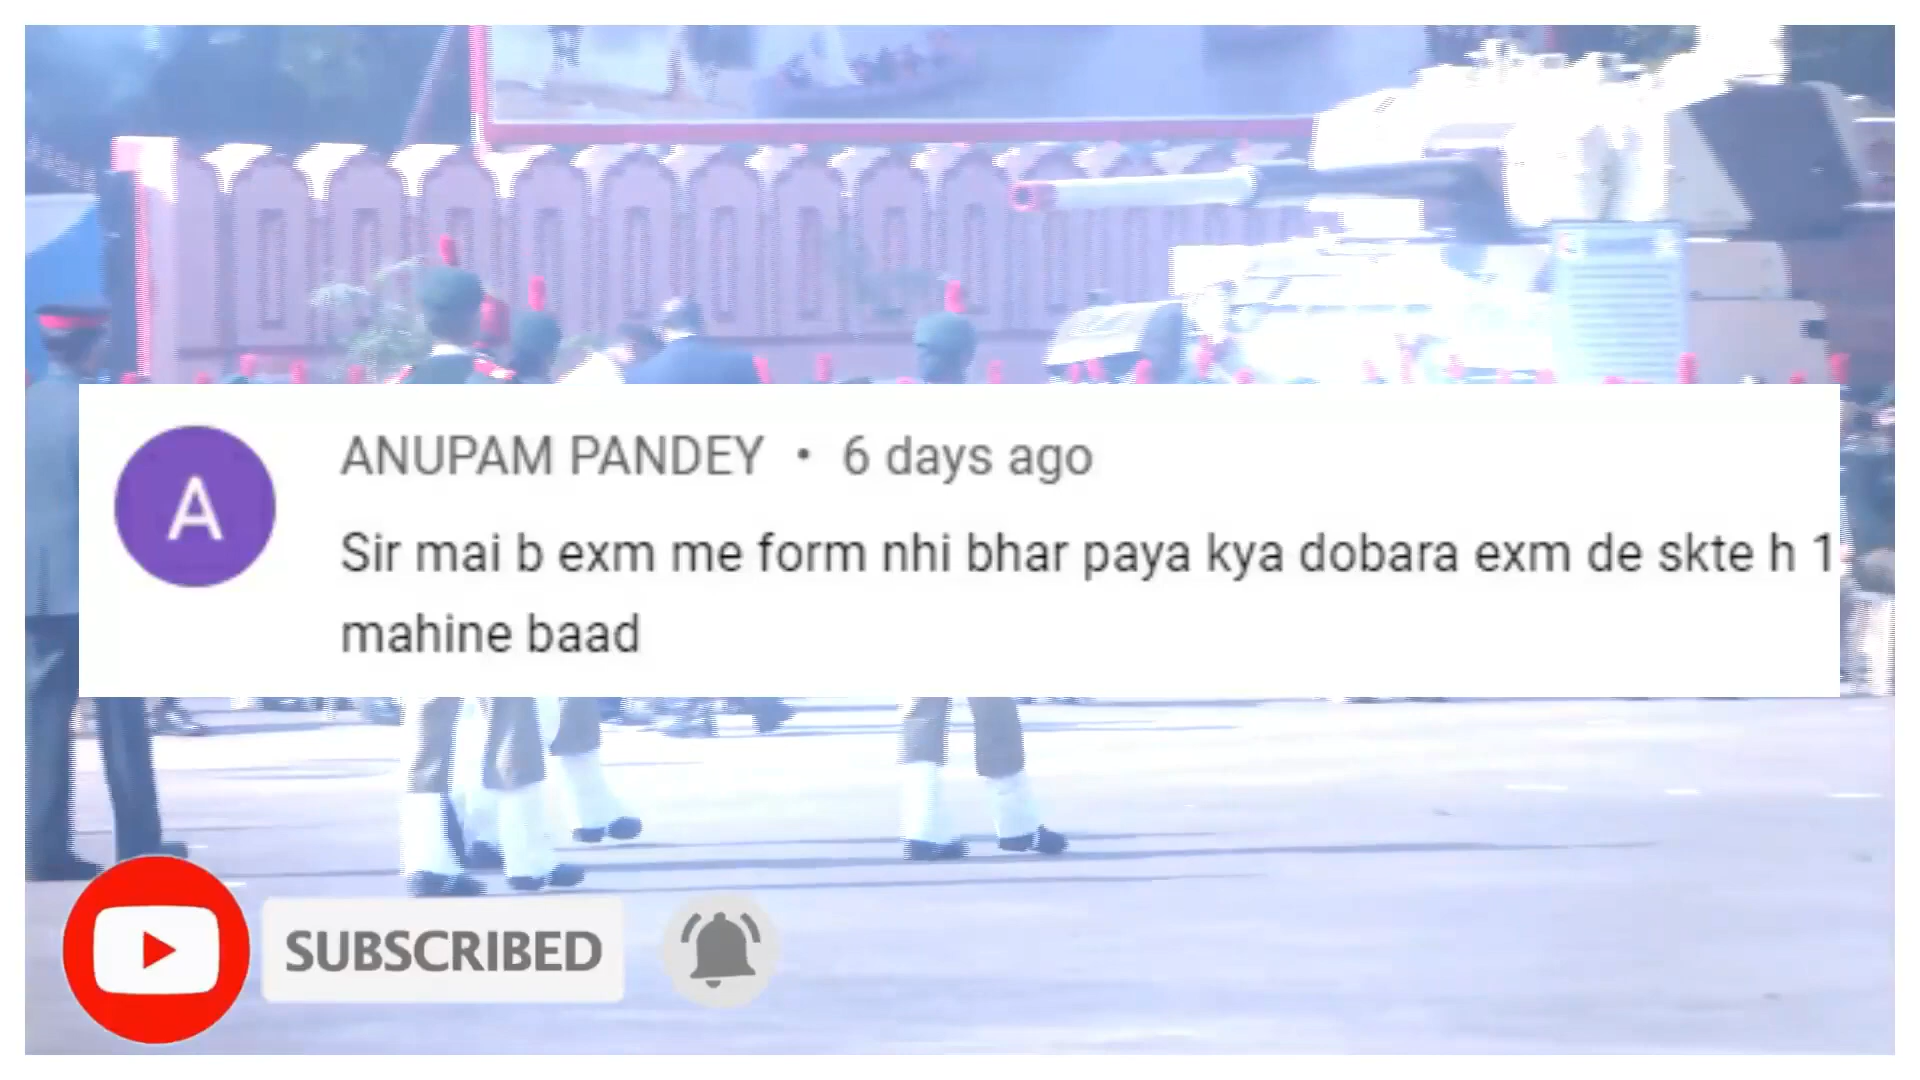 A
ANUPAM PANDEY • 6 days ago
Sir mai b exm me form nhi bhar paya kya dobara exm de skte h 1
mahine baad
SUBSCRIBED